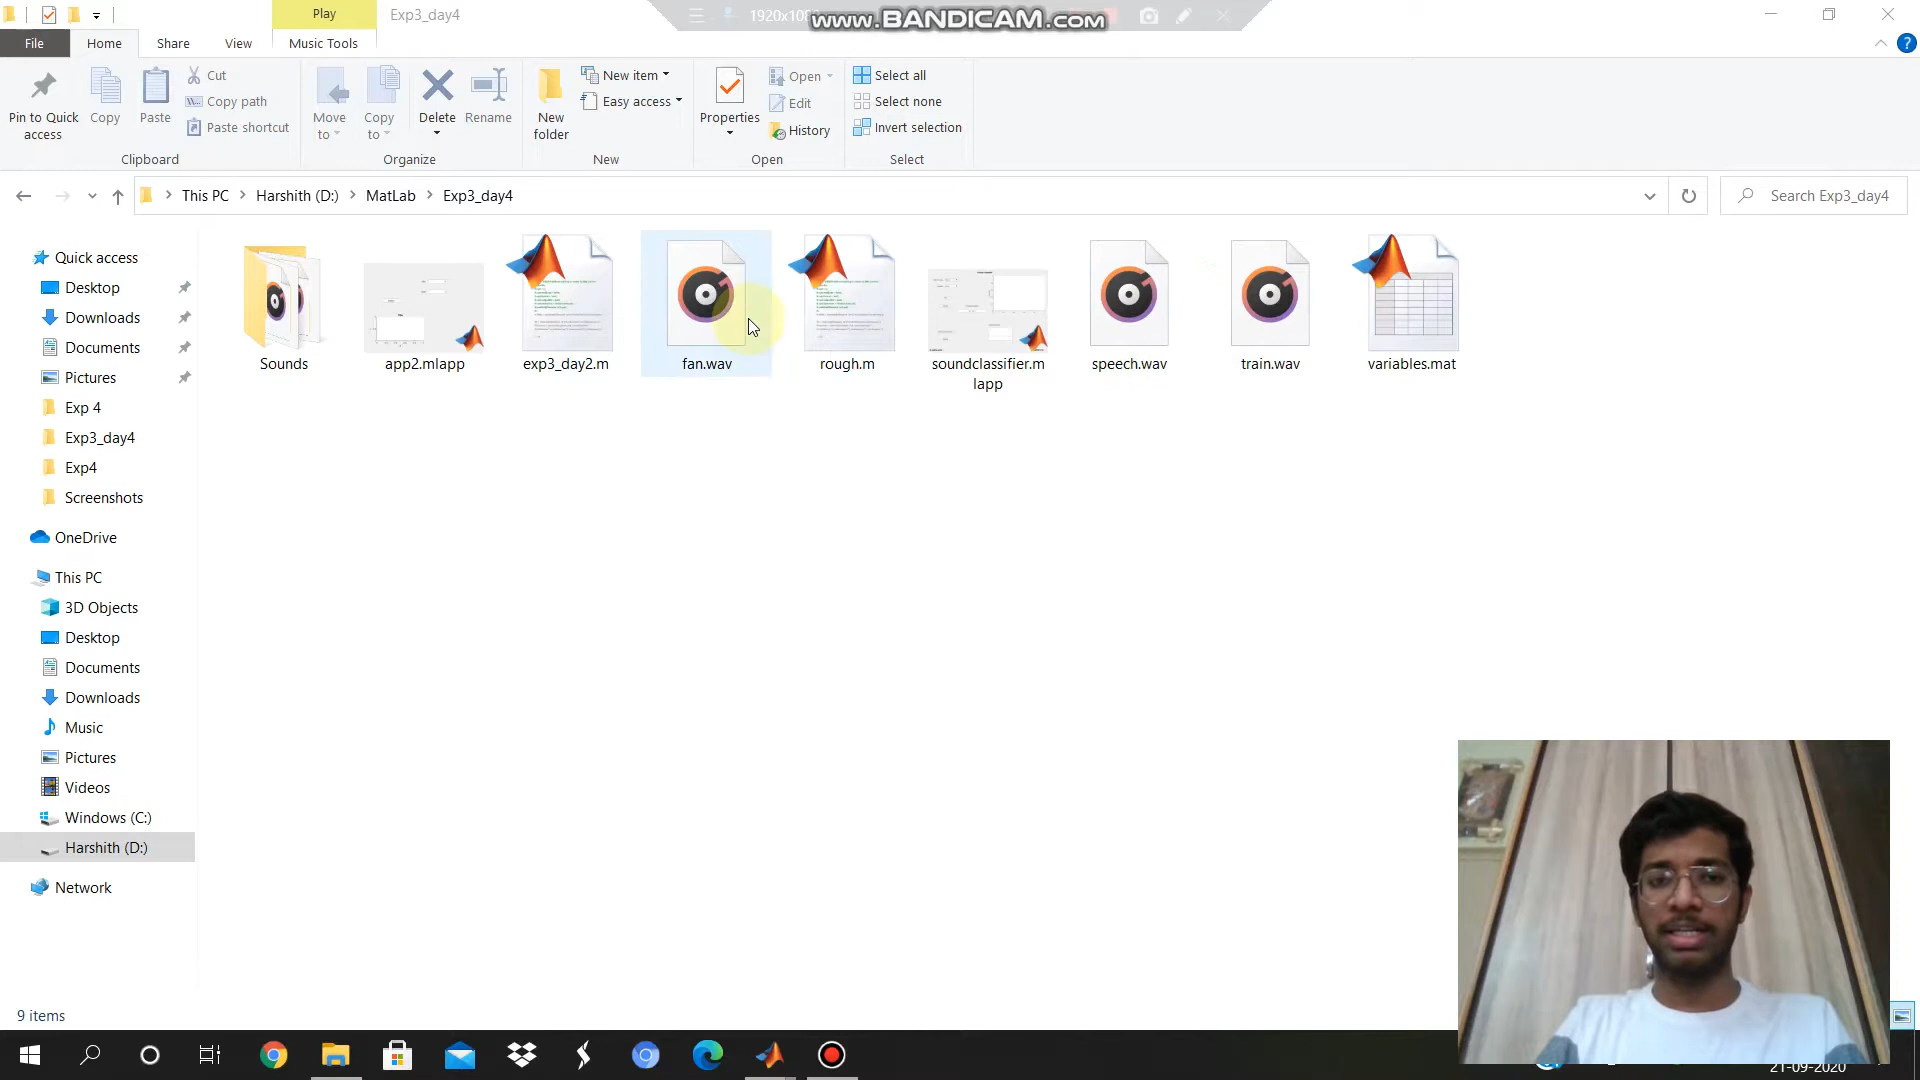 Play
Exp3_day4
1920x108
www.BANDICAM.com
File
Home
Share
View
Music Tools
Pin to Quick access
Copy
Paste
Cut
Copy path
Paste shortcut
Clipboard
Move to
Copy to
Delete
Rename
Organize
New folder
New item
Easy access
New
Properties
Open
Edit
History
Open
Select all
Select none
Invert selection
Select
This PC
Harshith (D:)
MatLab
Exp3_day4
Search Exp3_day4
Quick access
Desktop
Downloads
Documents
Pictures
Exp 4
Exp3_day4
Exp4
Screenshots
OneDrive
This PC
3D Objects
Desktop
Documents
Downloads
Music
Pictures
Videos
Windows (C:)
Harshith (D:)
Network
Sounds
app2.mlapp
exp3_day2.m
fan.wav
rough.m
soundclassifier.m
lapp
speech.wav
train.wav
variables.mat
9 items
21-09-2020